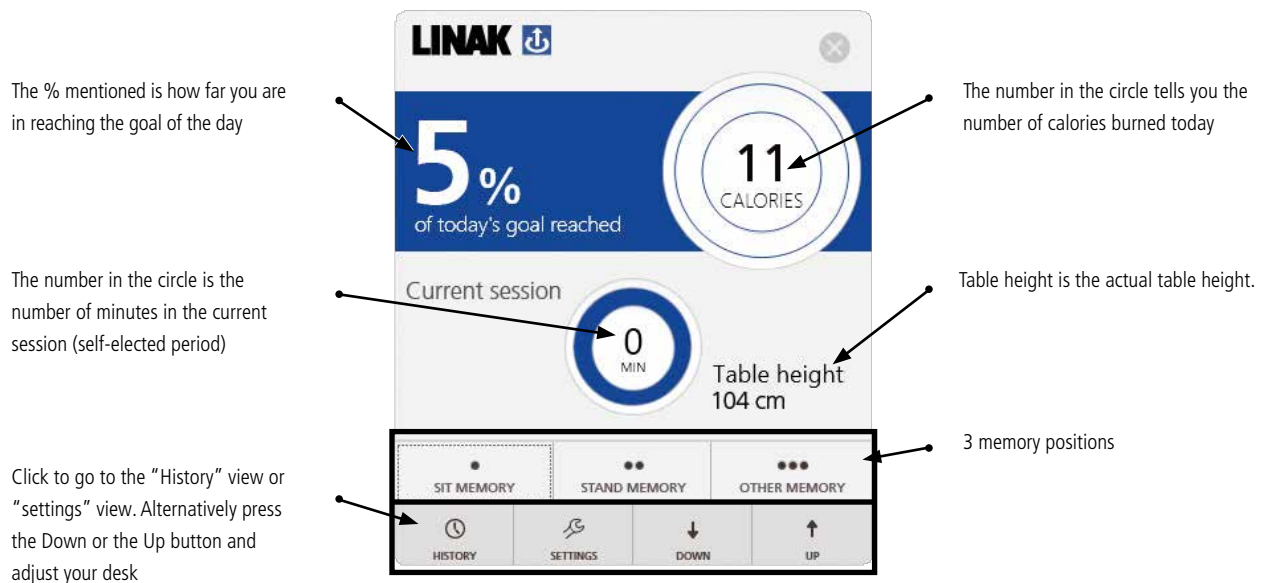 LINAK
The % mentioned is how far you are
in reaching the goal of the day
5%
of today's goal reached
11
CALORIES
The number in the circle tells you the
number of calories burned today
The number in the circle is the
number of minutes in the current
session (self-elected period)
Current session
0
MIN
Table height
104 cm
Table height is the actual table height.
3 memory positions
SIT MEMORY
STAND MEMORY
OTHER MEMORY
Click to go to the “History” view or
“settings” view. Alternatively press
the Down or the Up button and
adjust your desk
HISTORY
SETTINGS
DOWN
UP